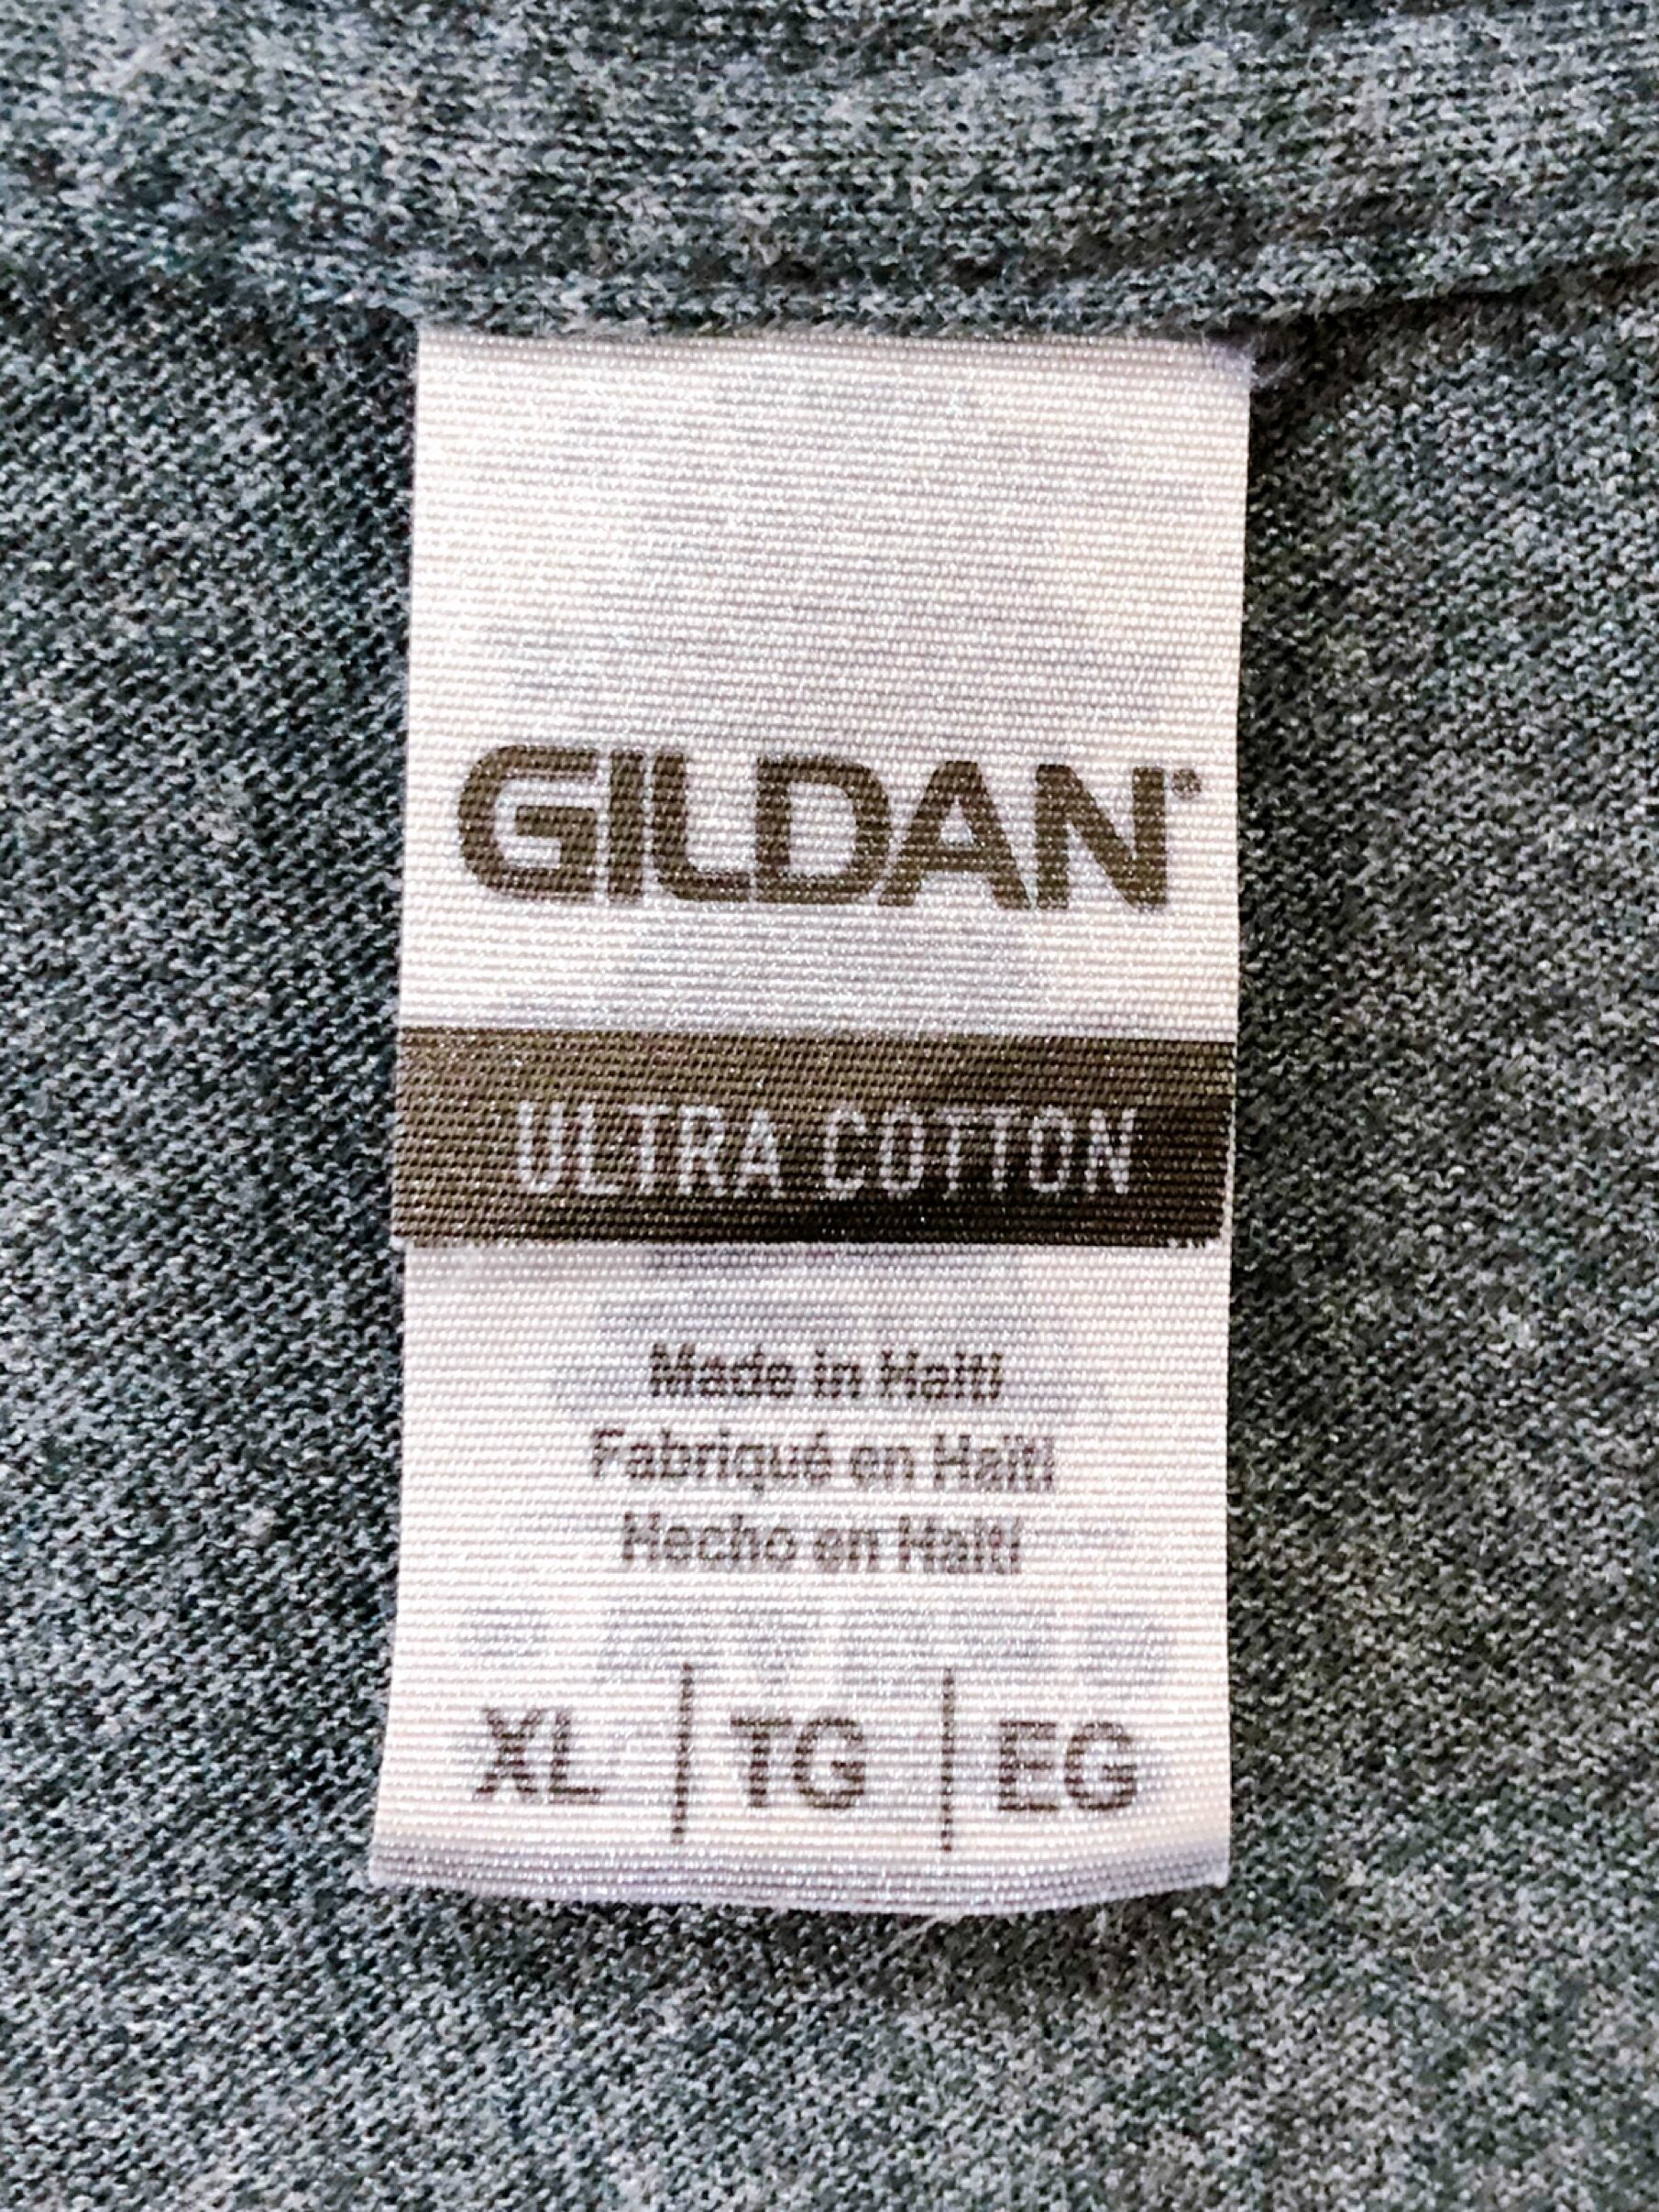 GILDAN®
ULTRA COTTON
Made in Haiti
Fabriqué en Haïti
Hecho en Haití
XL | TG | EG